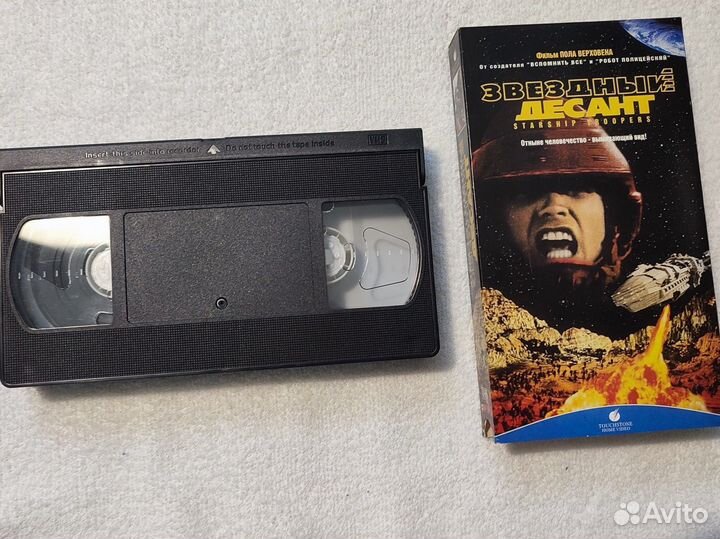 Insert this side into recorder Do not touch the tape inside
VHS
Фильм ПОЛА ВЕРХОВЕНА
От создателя "ВСПОМНИТЬ ВСЕ" и "РОБОТ ПОЛИЦЕЙСКИЙ"
ЗВЕЗДНЫЙ
ДЕСАНТ
STARSHIP TROOPERS
Отныне человечество - вымирающий вид!
TOUCHSTONE
HOME VIDEO
Avito